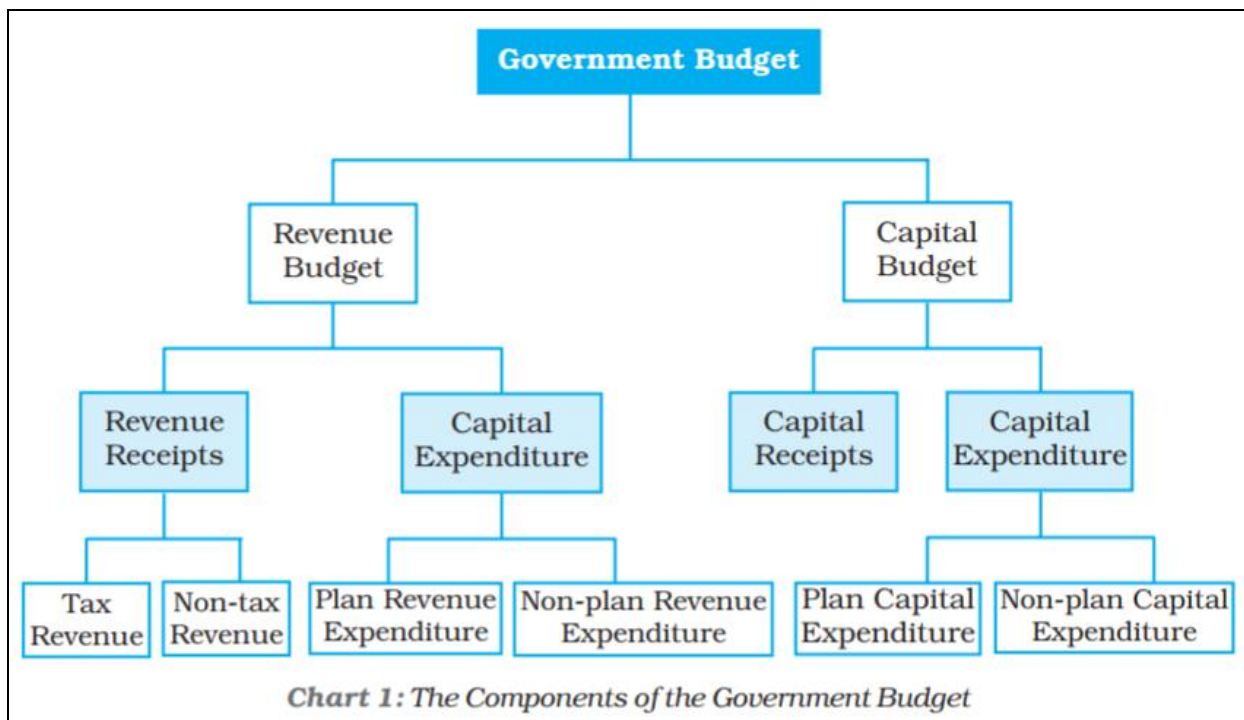 Government Budget
Revenue
Budget
Capital
Budget
Revenue
Receipts
Capital
Expenditure
Capital
Receipts
Capital
Expenditure
Tax
Revenue
Non-tax
Revenue
Plan Revenue
Expenditure
Non-plan Revenue
Expenditure
Plan Capital
Expenditure
Non-plan Capital
Expenditure
Chart 1: The Components of the Government Budget